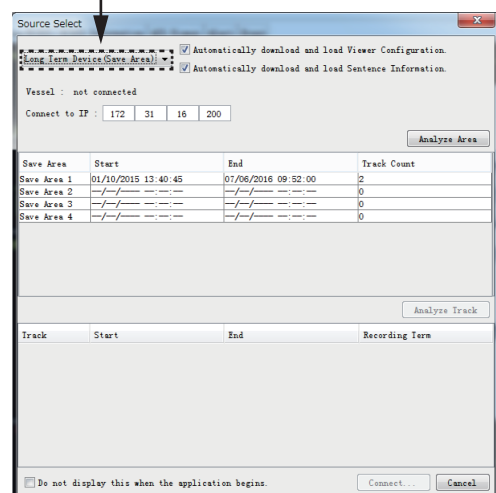 Source Select
Long Term Device(Save Area)
Automatically download and load Viewer Configuration.
Automatically download and load Sentence Information.
Vessel : not connected
Connect to IP : 172 31 16 200
Analyze Area
Save Area Start End Track Count
Save Area 1 01/10/2015 13:40:45 07/06/2016 09:52:00 2
Save Area 2 --/--/---- --:--:-- --/--/---- --:--:-- 0
Save Area 3 --/--/---- --:--:-- --/--/---- --:--:-- 0
Save Area 4 --/--/---- --:--:-- --/--/---- --:--:-- 0
Analyze Track
Track Start End Recording Term
Do not display this when the application begins.
Connect... Cancel